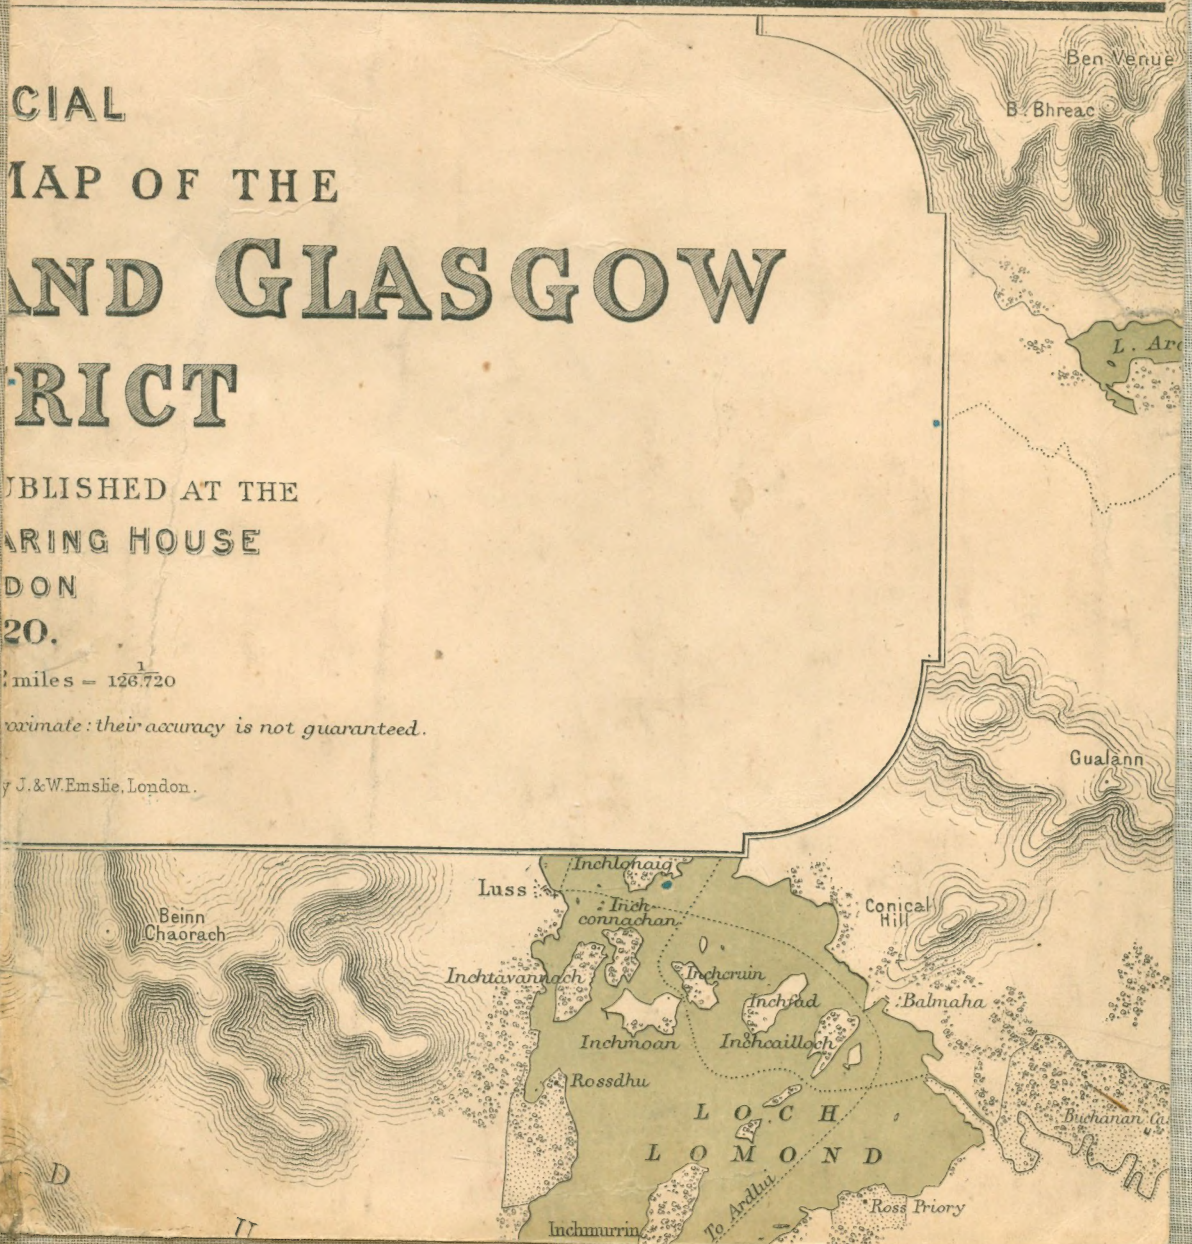 CIAL
MAP OF THE
AND GLASGOW
RICT
UBLISHED AT THE
ARING HOUSE
DON
20.
miles = 1/126.720
roximate: their accuracy is not guaranteed.
y J. & W. Emslie, London.
Ben Venue
B. Bhreac
L. Ard
Gualann
Inchlonaig
Luss
Inch-
connachan
Beinn
Chaorach
Conical
Hill
Inchtavannach
Inchcruin
Inchfad
Balmaha
Inchmoan
Inchcailloch
Rossdhu
LOCH
LOMOND
Buchanan Ca.
D
To Ardlui
Ross Priory
Inchmurrin
U